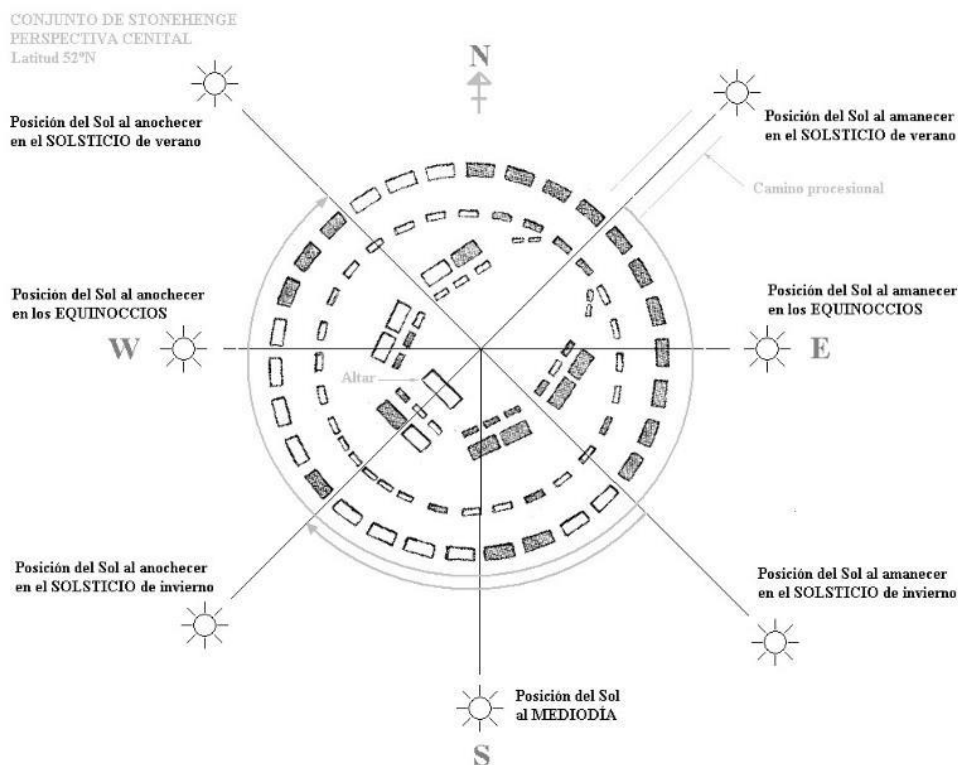 CONJUNTO DE STONEHENGE
PERSPECTIVA CENITAL
Latitud 52ºN
N
Posición del Sol al anochecer
en el SOLSTICIO de verano
Posición del Sol al amanecer
en el SOLSTICIO de verano
Camino procesional
Posición del Sol al anochecer
en los EQUINOCCIOS
Posición del Sol al amanecer
en los EQUINOCCIOS
W
E
Altar
Posición del Sol al anochecer
en el SOLSTICIO de invierno
Posición del Sol al amanecer
en el SOLSTICIO de invierno
Posición del Sol
al MEDIODÍA
S